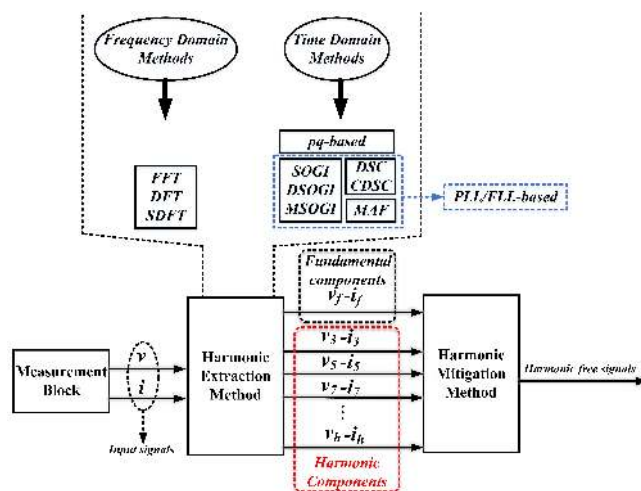 Frequency Domain
Methods
Time Domain
Methods
pq-based
FFT
DFT
SDFT
SOGI
DSOGI
MSOGI
DSC
CDSC
MAF
PLL/FLL-based
Fundamental
components
vf-if
Measurement
Block
v
i
Input signals
Harmonic
Extraction
Method
v3-i3
v5-i5
v7-i7
⋮
vh-ih
Harmonic
Components
Harmonic
Mitigation
Method
Harmonic free signals